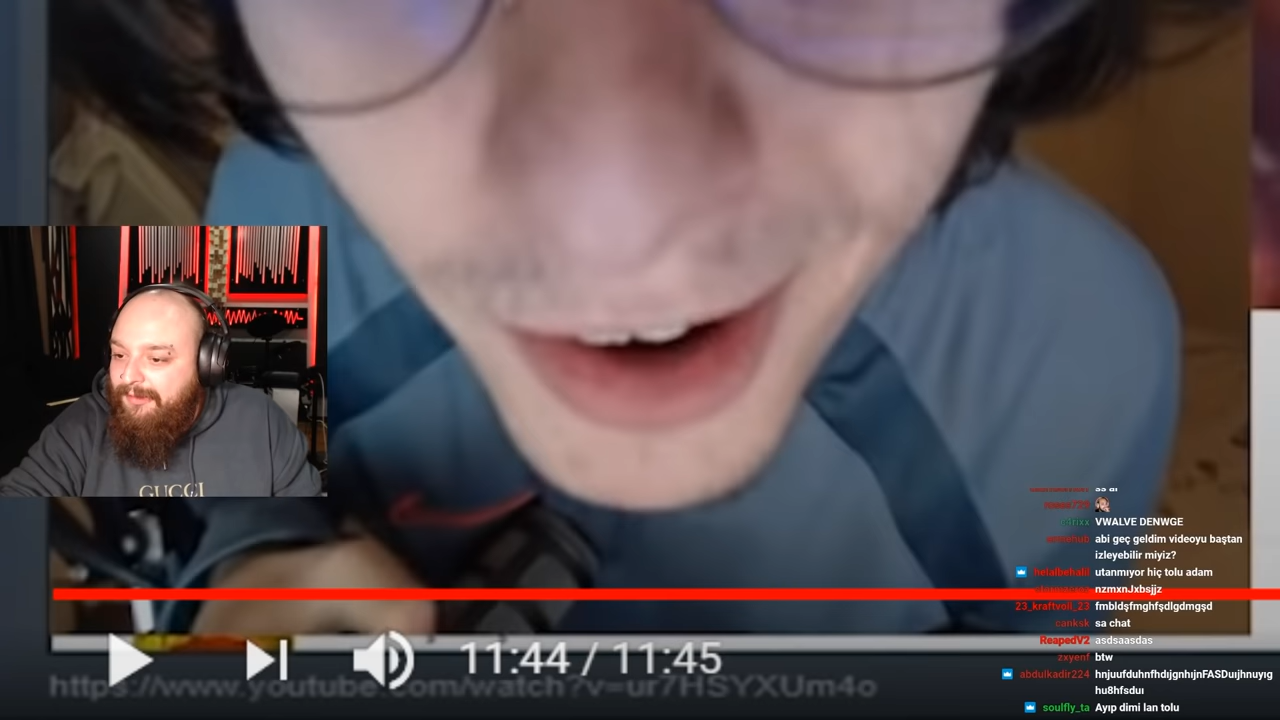 GUCCI
VWALVE DENWGE
abi geç geldim videoyu baştan
izleyebilir miyiz?
helalbehalil utanmıyor hiç tolu adam
nzmxnJxbsjjz
23_kraftvoll_23 fmbldşfmghfşdlgdmgşd
canksk sa chat
ReapedV2 asdsaasdas
zxyenf btw
abdulkadir224 hnjuufduhnfhdıjgnhıjnFASDuıjhnuyıg
hu8hfsduı
soulfly_ta Ayıp dimi lan tolu
11:44 / 11:45
https://www.youtube.com/watch?v=ur7HSYXUm4o